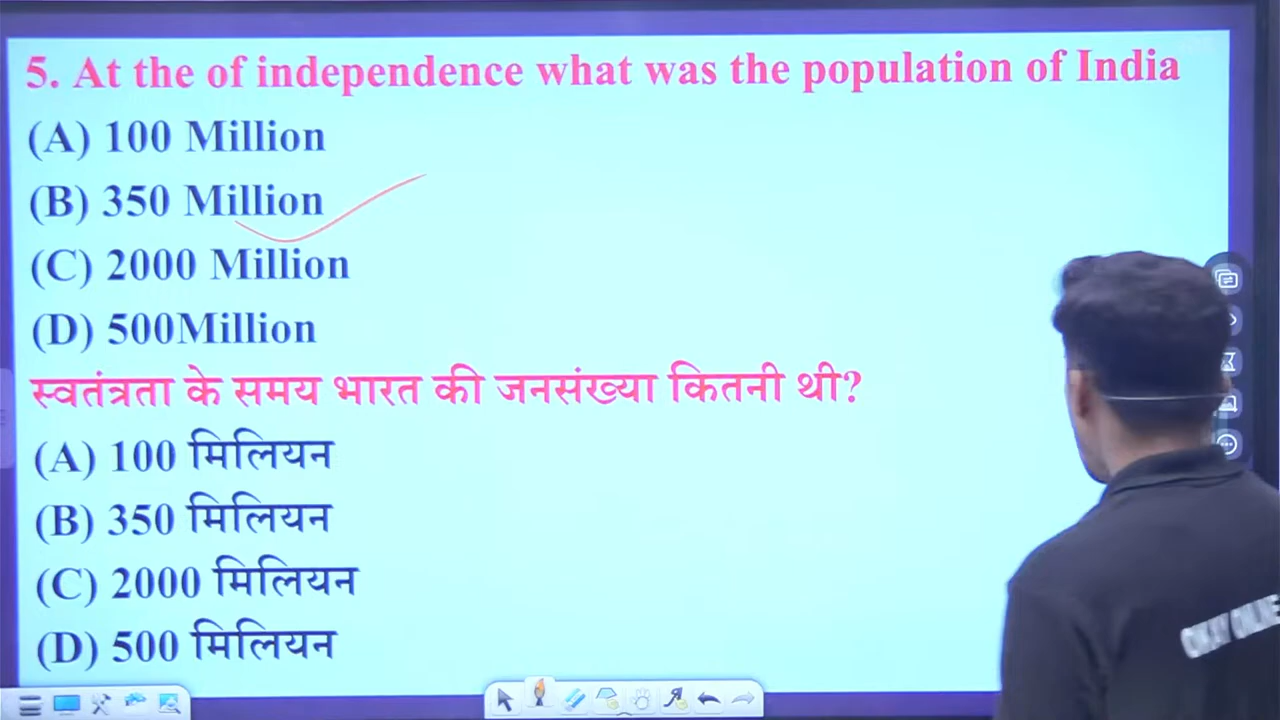 5. At the of independence what was the population of India
(A) 100 Million
(B) 350 Million
(C) 2000 Million
(D) 500Million
स्वतंत्रता के समय भारत की जनसंख्या कितनी थी?
(A) 100 मिलियन
(B) 350 मिलियन
(C) 2000 मिलियन
(D) 500 मिलियन